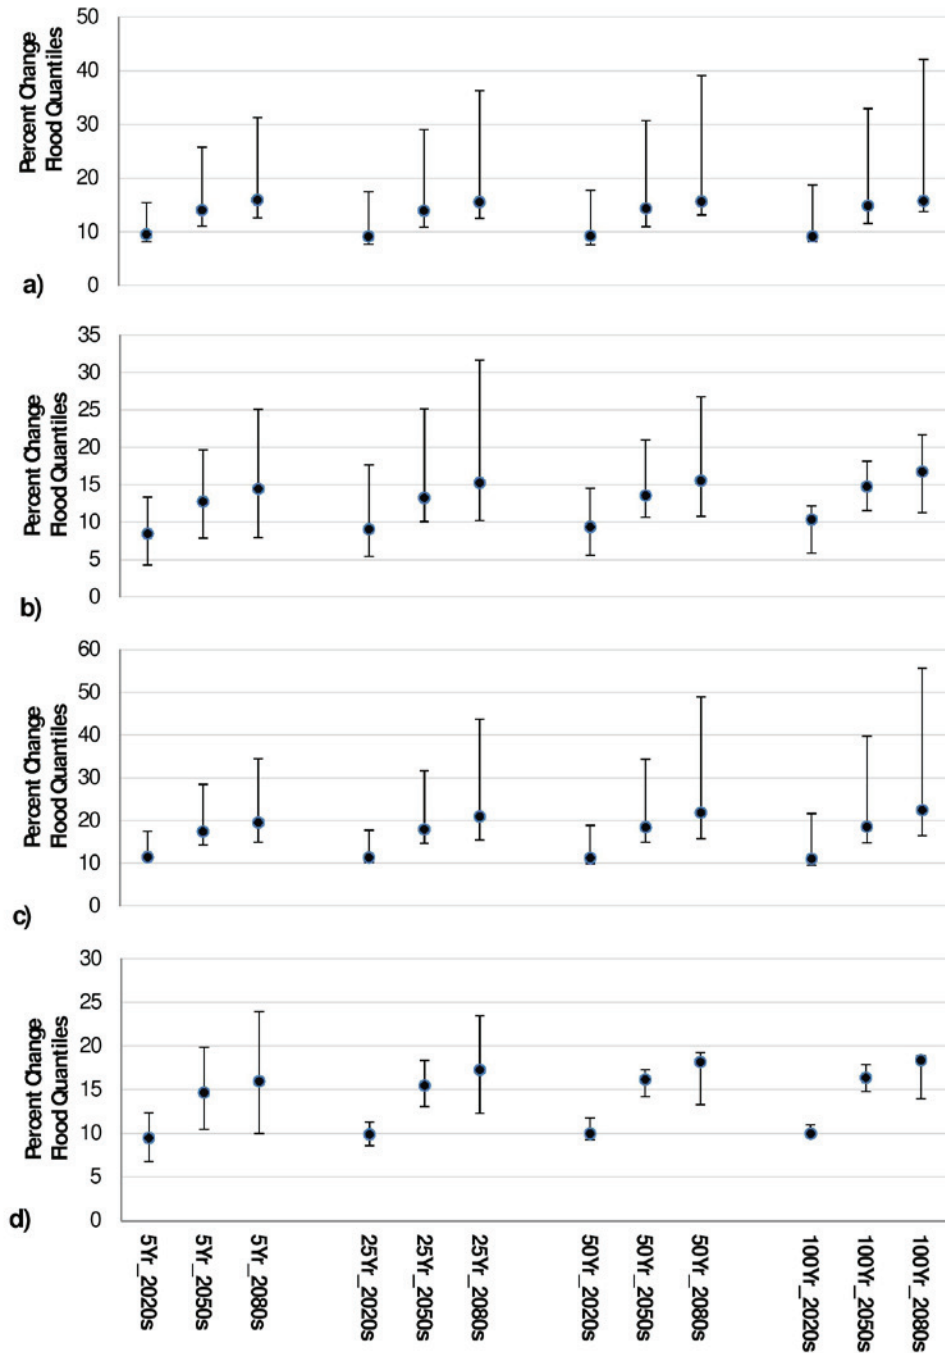 Percent Change
Flood Quantiles
50
40
30
20
10
0
a)
Percent Change
Flood Quantiles
35
30
25
20
15
10
5
0
b)
Percent Change
Flood Quantiles
60
50
40
30
20
10
0
c)
Percent Change
Flood Quantiles
30
25
20
15
10
5
0
d)
5Yr_2020s
5Yr_2050s
5Yr_2080s
25Yr_2020s
25Yr_2050s
25Yr_2080s
50Yr_2020s
50Yr_2050s
50Yr_2080s
100Yr_2020s
100Yr_2050s
100Yr_2080s